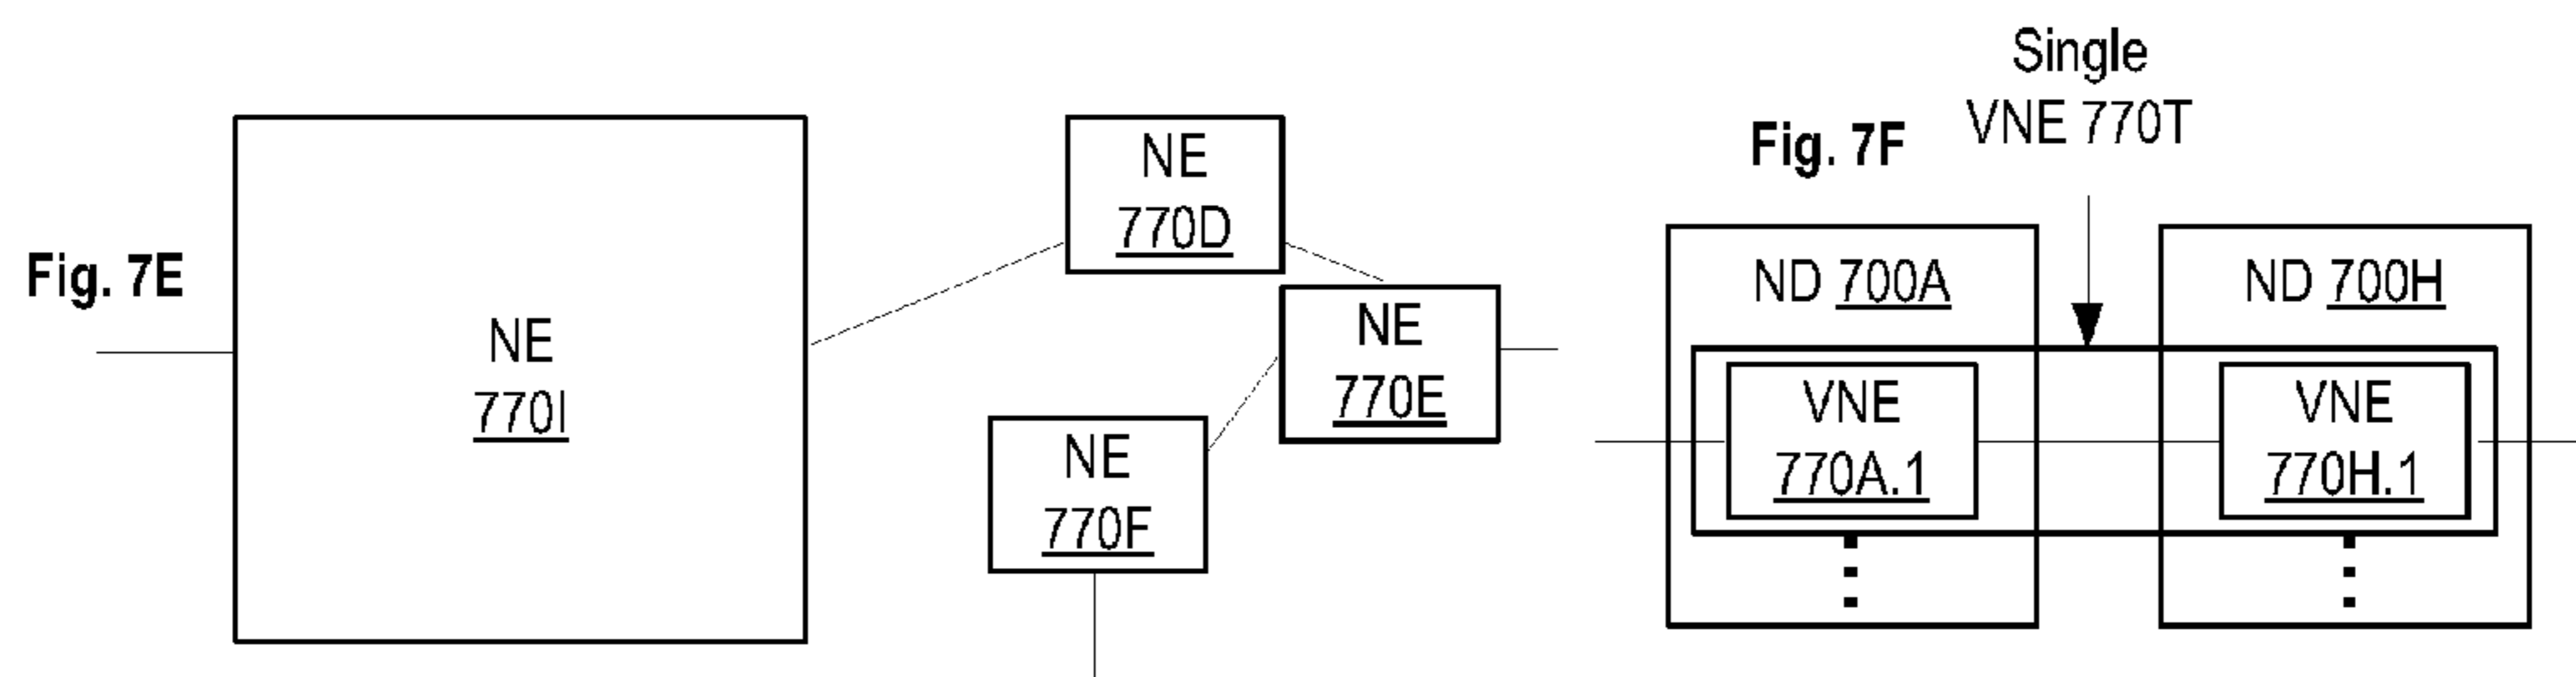 Fig. 7E
NE
770I
NE
770D
NE
770E
NE
770F
Fig. 7F
Single
VNE 770T
ND 700A
ND 700H
VNE
770A.1
VNE
770H.1